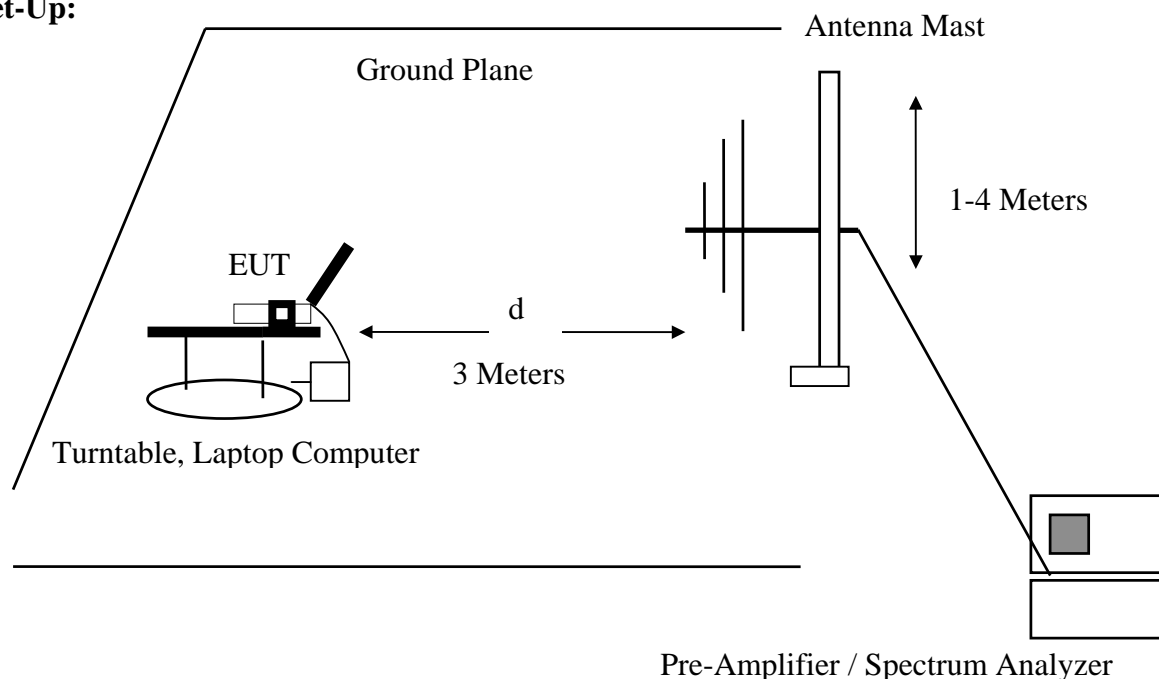 et-Up:
Antenna Mast
Ground Plane
1-4 Meters
EUT
d
3 Meters
Turntable, Laptop Computer
Pre-Amplifier / Spectrum Analyzer